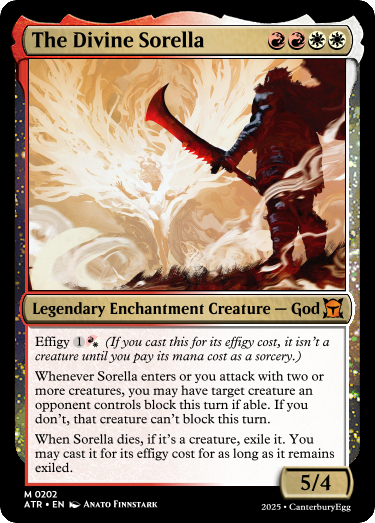 The Divine Sorella
Legendary Enchantment Creature — God
Effigy 1 (If you cast this for its effigy cost, it isn't a
creature until you pay its mana cost as a sorcery.)
Whenever Sorella enters or you attack with two or
more creatures, you may have target creature an
opponent controls block this turn if able. If you
don't, that creature can't block this turn.
When Sorella dies, if it's a creature, exile it. You
may cast it for its effigy cost for as long as it remains
exiled.
5/4
M 0202
ATR • EN Anato Finnstark
2025 • CanterburyEgg